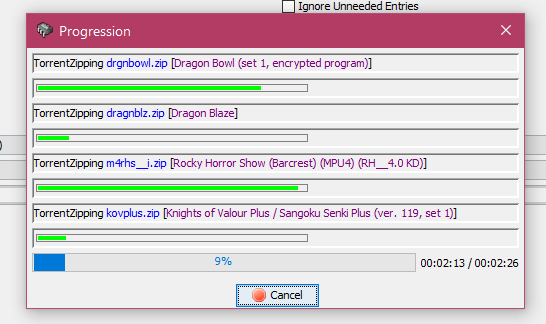 Ignore Unneeded Entries
Progression
TorrentZipping drgnbowl.zip [Dragon Bowl (set 1, encrypted program)]
TorrentZipping dragnblz.zip [Dragon Blaze]
TorrentZipping m4rhs__i.zip [Rocky Horror Show (Barcrest) (MPU4) (RH__4.0 KD)]
TorrentZipping kovplus.zip [Knights of Valour Plus / Sangoku Senki Plus (ver. 119, set 1)]
9%
00:02:13 / 00:02:26
Cancel